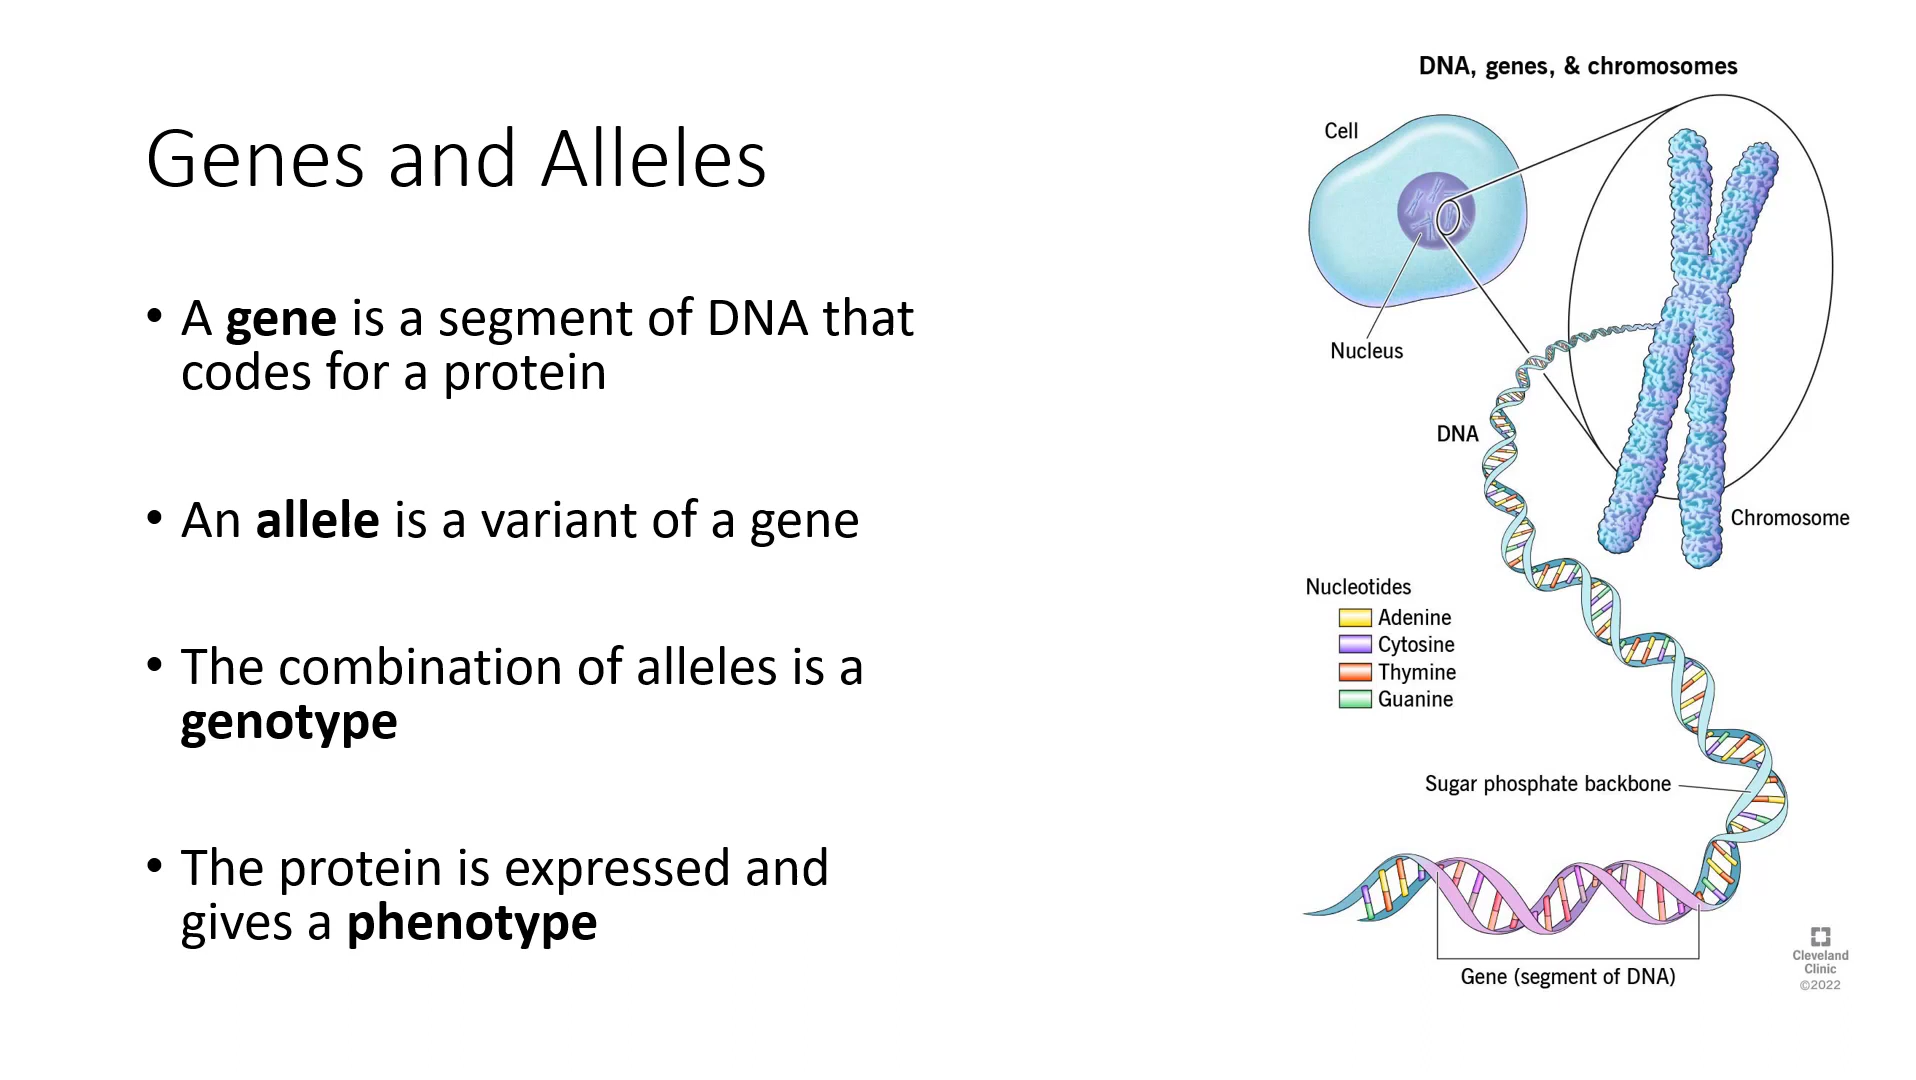 Genes and Alleles
• A gene is a segment of DNA that
codes for a protein
• An allele is a variant of a gene
• The combination of alleles is a
genotype
• The protein is expressed and
gives a phenotype
DNA, genes, & chromosomes
Cell
Nucleus
DNA
Chromosome
Nucleotides
Adenine
Cytosine
Thymine
Guanine
Sugar phosphate backbone
Gene (segment of DNA)
Cleveland
Clinic
©2022